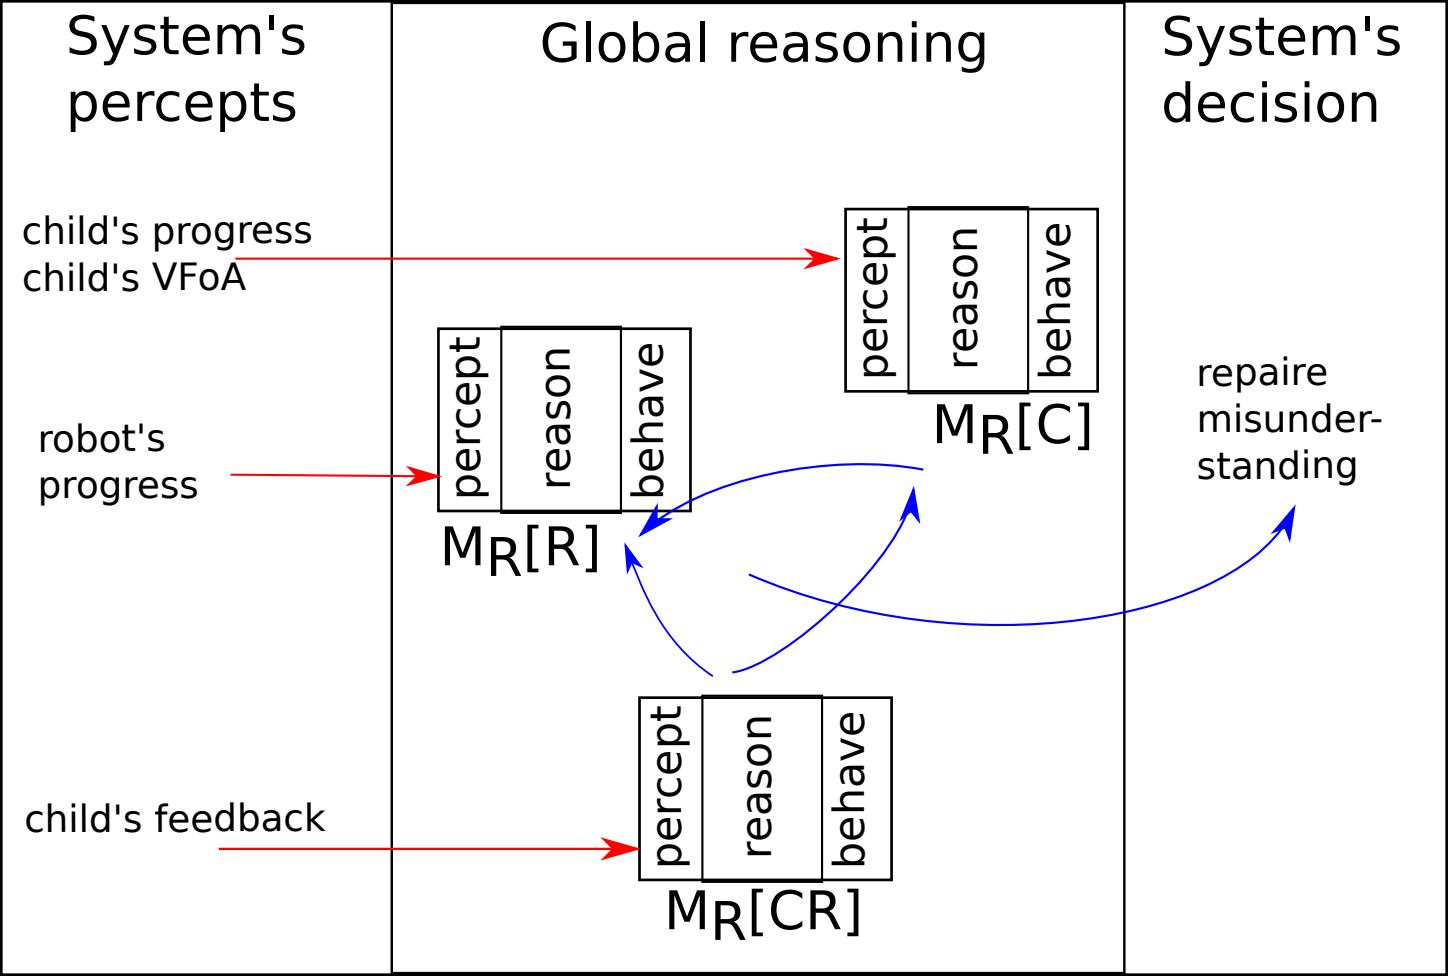 System's
percepts
Global reasoning
System's
decision
child's progress
child's VFoA
percept
reason
behave
MR[C]
robot's
progress
percept
reason
behave
MR[R]
repaire
misunder-
standing
child's feedback
percept
reason
behave
MR[CR]